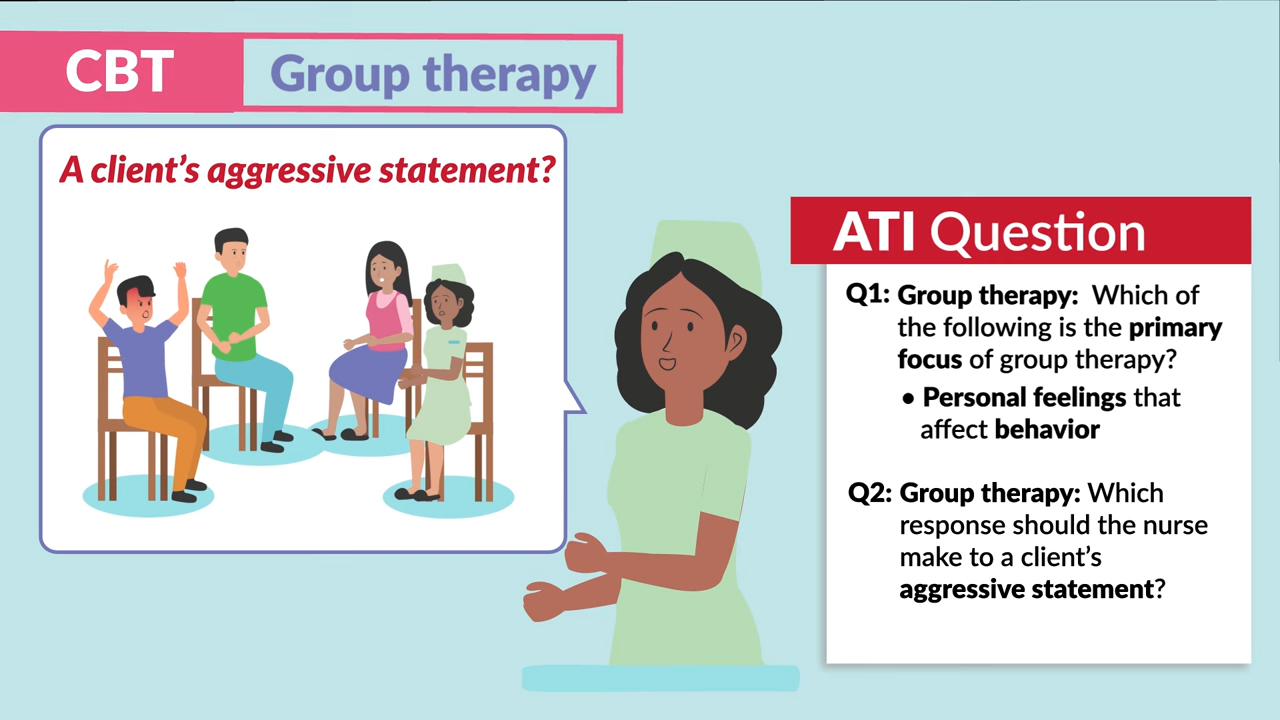 CBT Group therapy
A client's aggressive statement?
ATI Question
Q1: Group therapy: Which of
the following is the primary
focus of group therapy?
• Personal feelings that
affect behavior
Q2: Group therapy: Which
response should the nurse
make to a client's
aggressive statement?